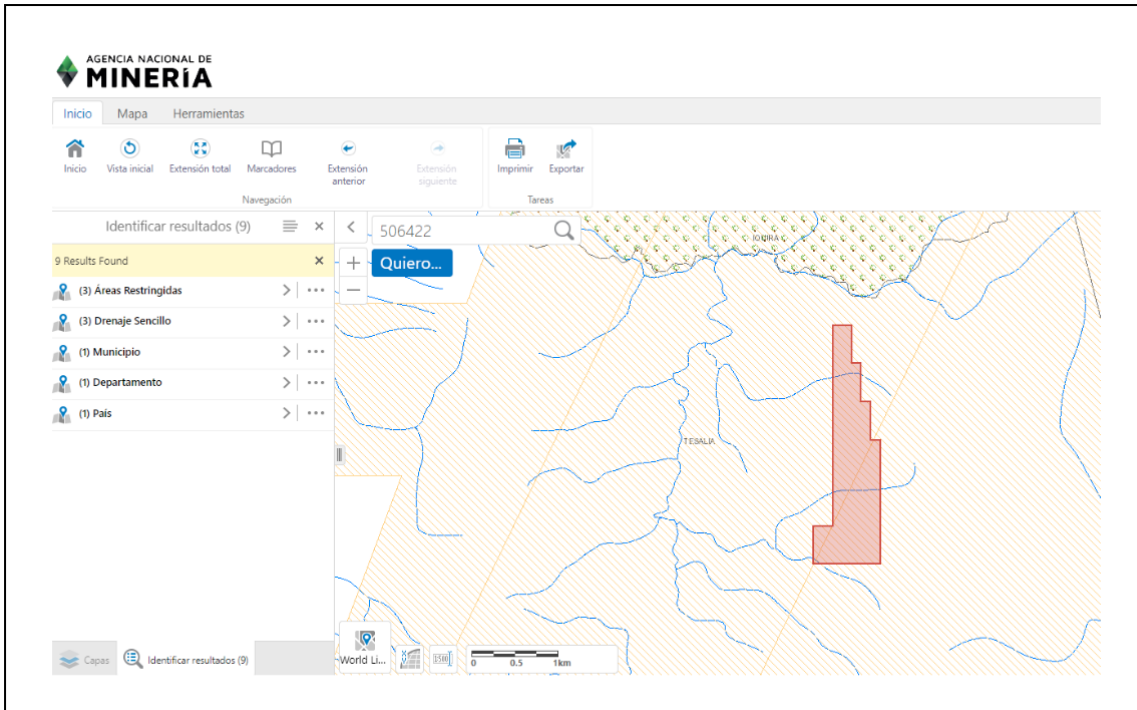 AGENCIA NACIONAL DE
MINERÍA
Inicio Mapa Herramientas
Inicio Vista inicial Extensión total Marcadores Extensión anterior Extensión siguiente Imprimir Exportar
Navegación Tareas
Identificar resultados (9)
506422
9 Results Found
Quiero...
(3) Áreas Restringidas
(3) Drenaje Sencillo
(1) Municipio
(1) Departamento
(1) País
TESALIA
Capas Identificar resultados (9)
World Li...
0 0.5 1km